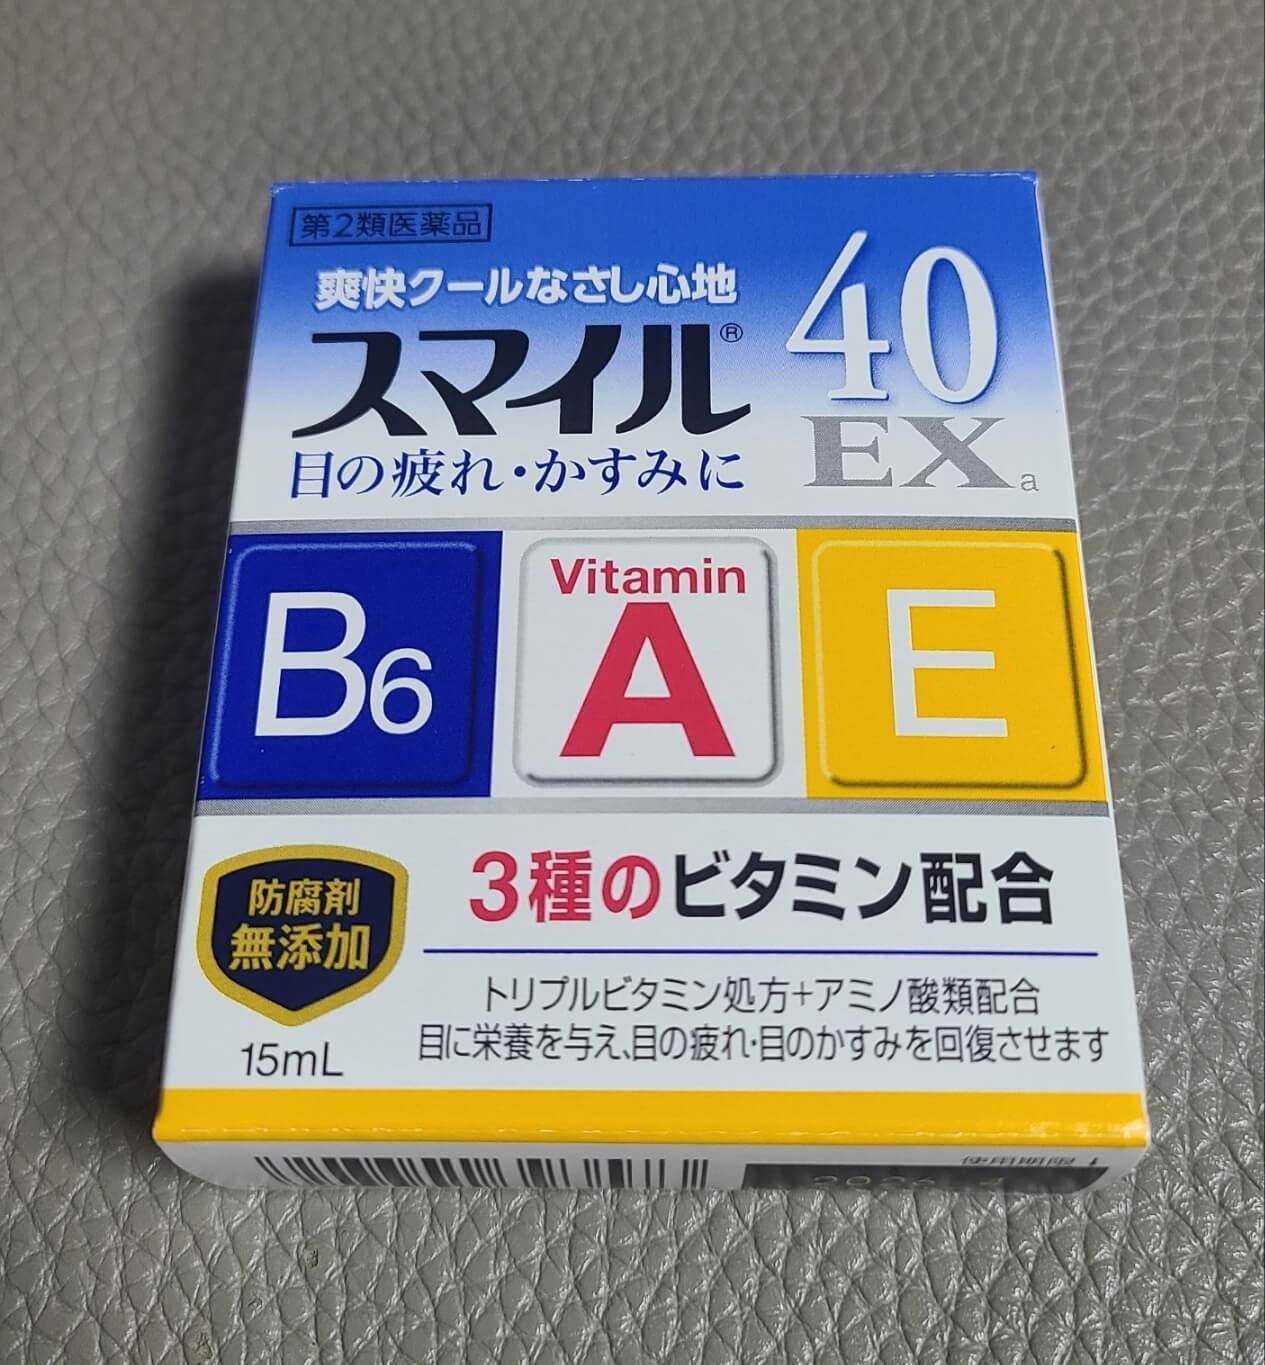 第2類医薬品
爽快クールなさし心地
スマイル®
40
EX a
目の疲れ・かすみに
B6
Vitamin
A
E
防腐剤
無添加
3種のビタミン配合
トリプルビタミン処方+アミノ酸類配合
目に栄養を与え、目の疲れ・目のかすみを回復させます
15mL
使用期限